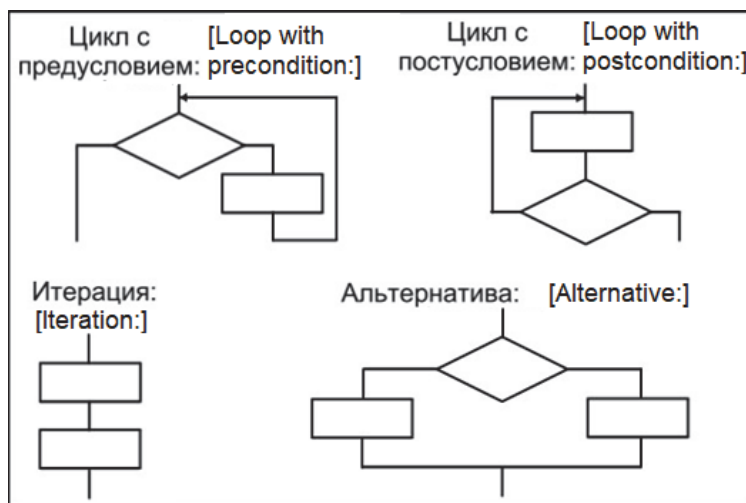 Цикл с [Loop with
предусловием: precondition:]
Цикл с [Loop with
постусловием: postcondition:]
Итерация:
[Iteration:]
Альтернатива: [Alternative:]